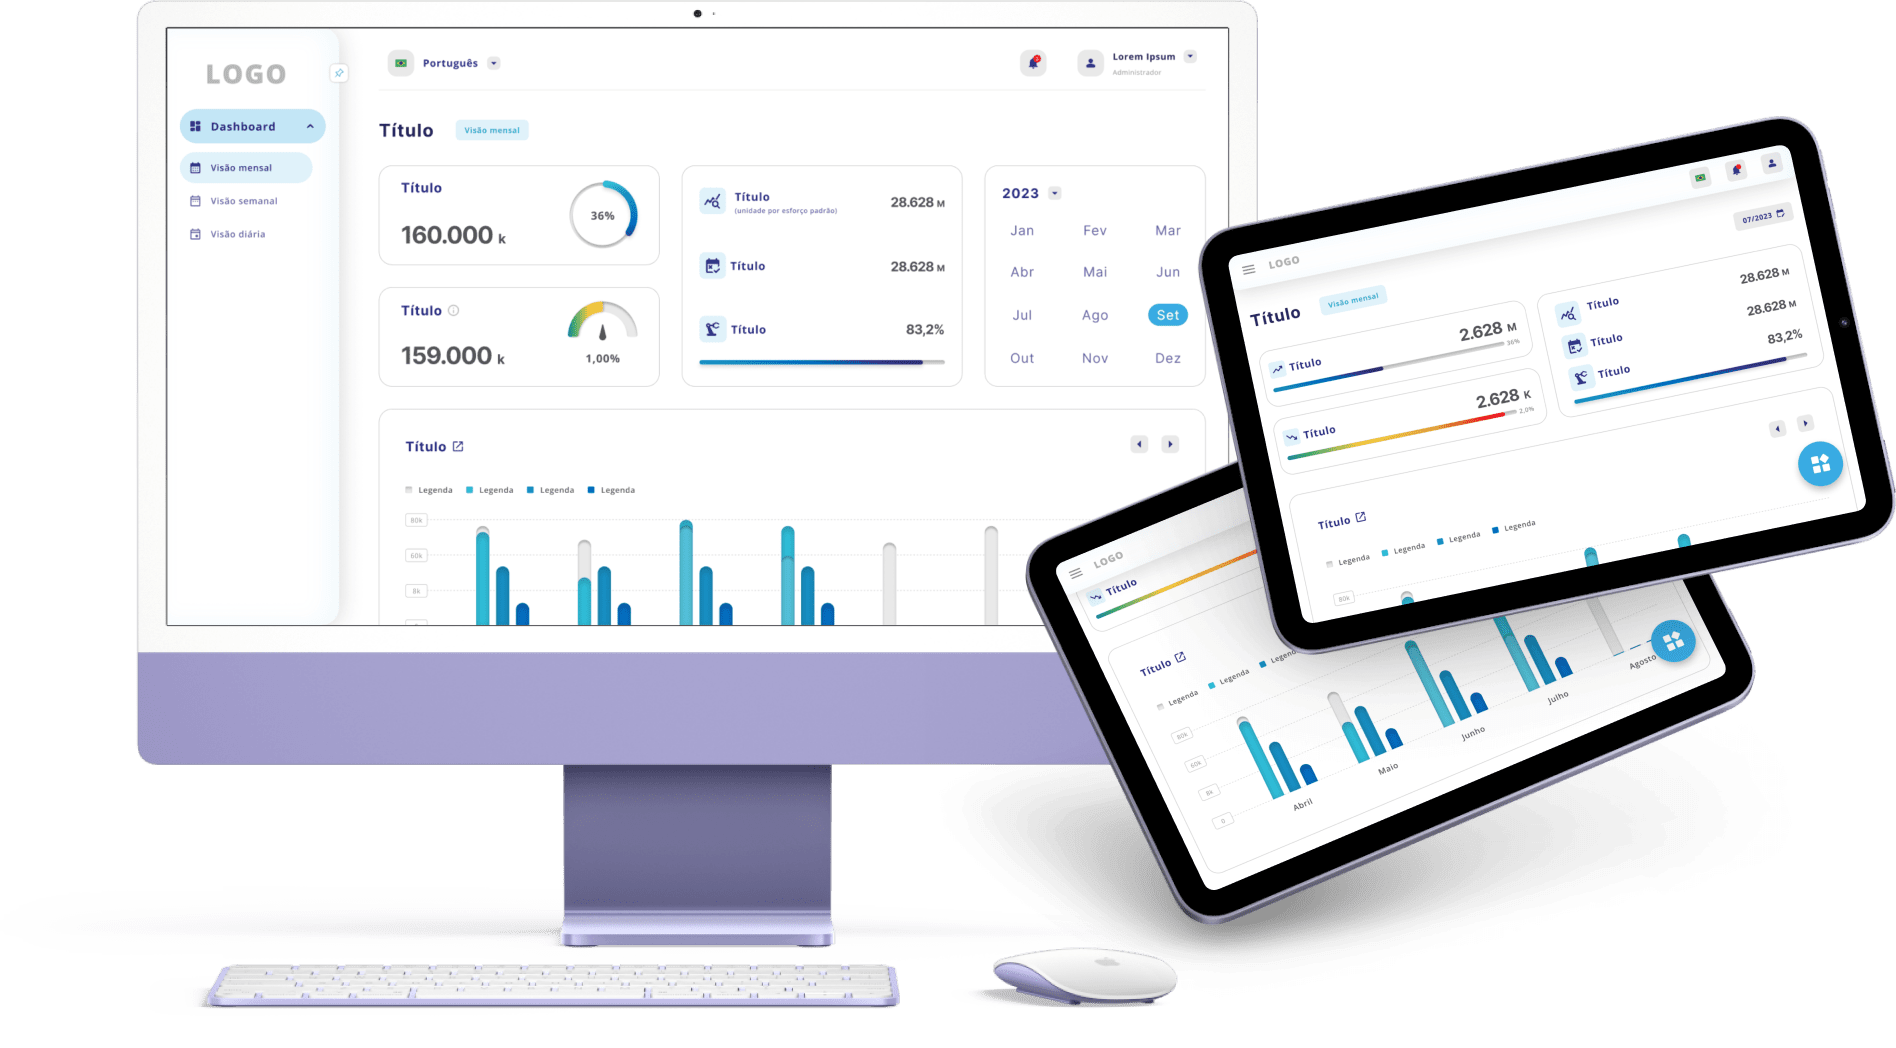 LOGO
Português
Lorem Ipsum
Administrador
Dashboard
Visão mensal
Visão semanal
Visão diária
Título
Visão mensal
Título
160.000 k
36%
Título
159.000 k
1,00%
Título
(unidade por esforço padrão)
28.628 M
Título
28.628 M
Título
83,2%
2023
Jan Fev Mar
Abr Mai Jun
Jul Ago Set
Out Nov Dez
Título
Legenda Legenda Legenda Legenda
80k
60k
8k
LOGO
07/2023
Título
Visão mensal
Título
2.628 M
36%
Título
2.628 K
2,0%
Título
28.628 M
Título
28.628 M
Título
83,2%
Título
Legenda Legenda Legenda Legenda
80k
LOGO
Título
Título
Legenda Legenda Legenda
80k
60k
8k
0
Abril
Maio
Junho
Julho
Agosto